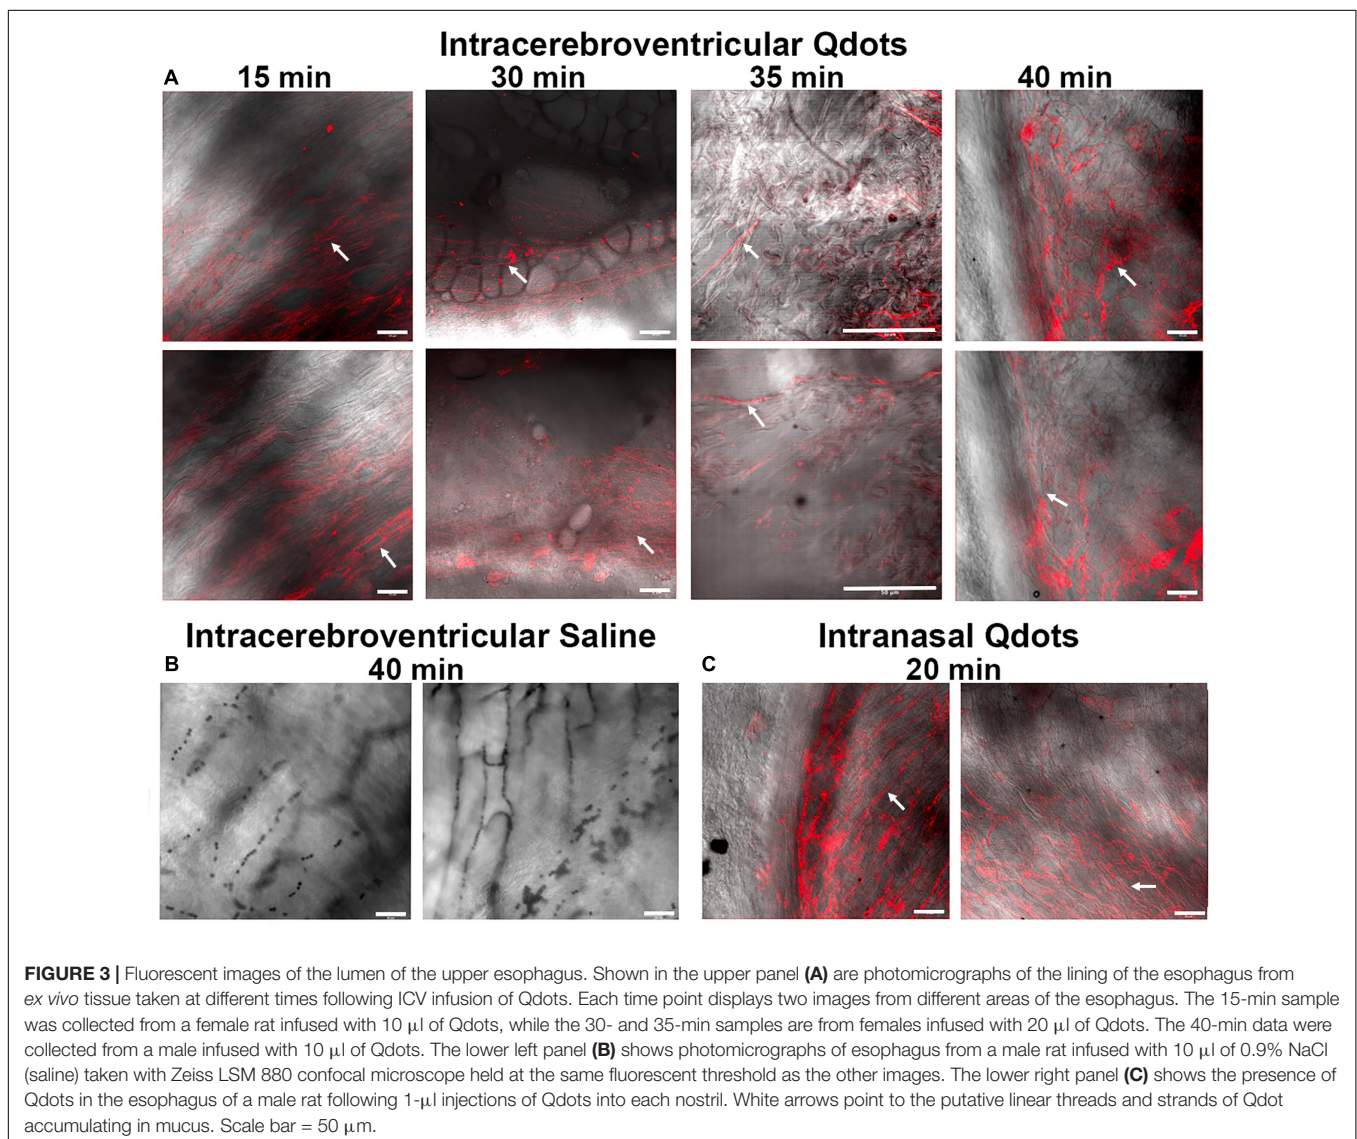 Intracerebroventricular Qdots
A
15 min
30 min
35 min
40 min
50 µm
Intracerebroventricular Saline
B
40 min
Intranasal Qdots
C
20 min
FIGURE 3 | Fluorescent images of the lumen of the upper esophagus. Shown in the upper panel (A) are photomicrographs of the lining of the esophagus from
ex vivo tissue taken at different times following ICV infusion of Qdots. Each time point displays two images from different areas of the esophagus. The 15-min sample
was collected from a female rat infused with 10 µl of Qdots, while the 30- and 35-min samples are from females infused with 20 µl of Qdots. The 40-min data were
collected from a male infused with 10 µl of Qdots. The lower left panel (B) shows photomicrographs of esophagus from a male rat infused with 10 µl of 0.9% NaCl
(saline) taken with Zeiss LSM 880 confocal microscope held at the same fluorescent threshold as the other images. The lower right panel (C) shows the presence of
Qdots in the esophagus of a male rat following 1-µl injections of Qdots into each nostril. White arrows point to the putative linear threads and strands of Qdot
accumulating in mucus. Scale bar = 50 µm.